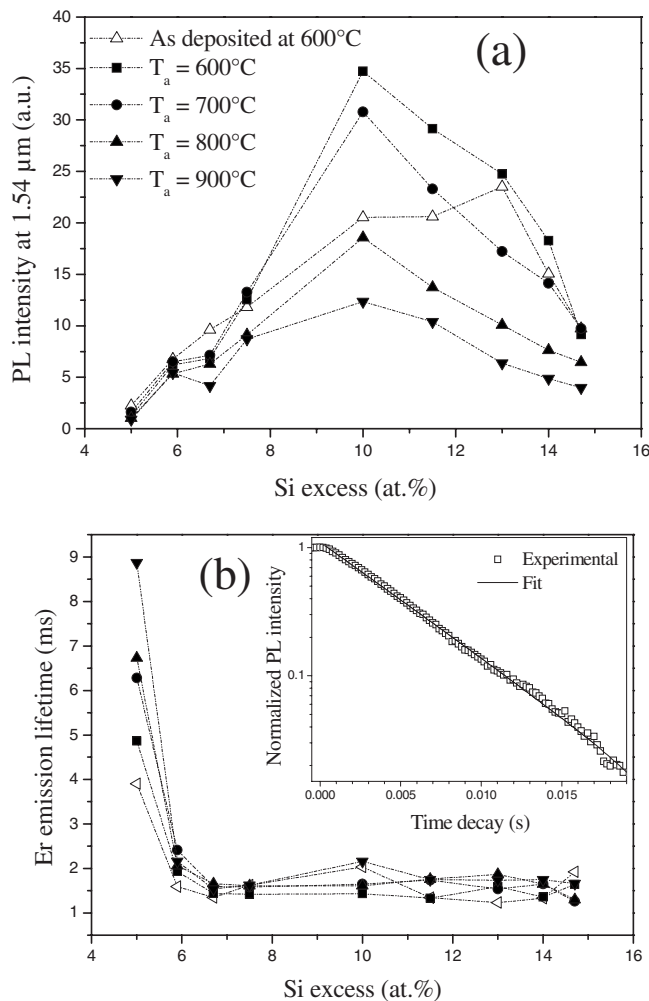 40
35
30
25
20
15
10
5
0
PL intensity at 1.54 µm (a.u.)
As deposited at 600°C
T_a = 600°C
T_a = 700°C
T_a = 800°C
T_a = 900°C
(a)
4 6 8 10 12 14 16
Si excess (at.%)
9
8
7
6
5
4
3
2
1
Er emission lifetime (ms)
(b)
1
0.1
Normalized PL intensity
Experimental
Fit
0.000 0.005 0.010 0.015
Time decay (s)
4 6 8 10 12 14 16
Si excess (at.%)